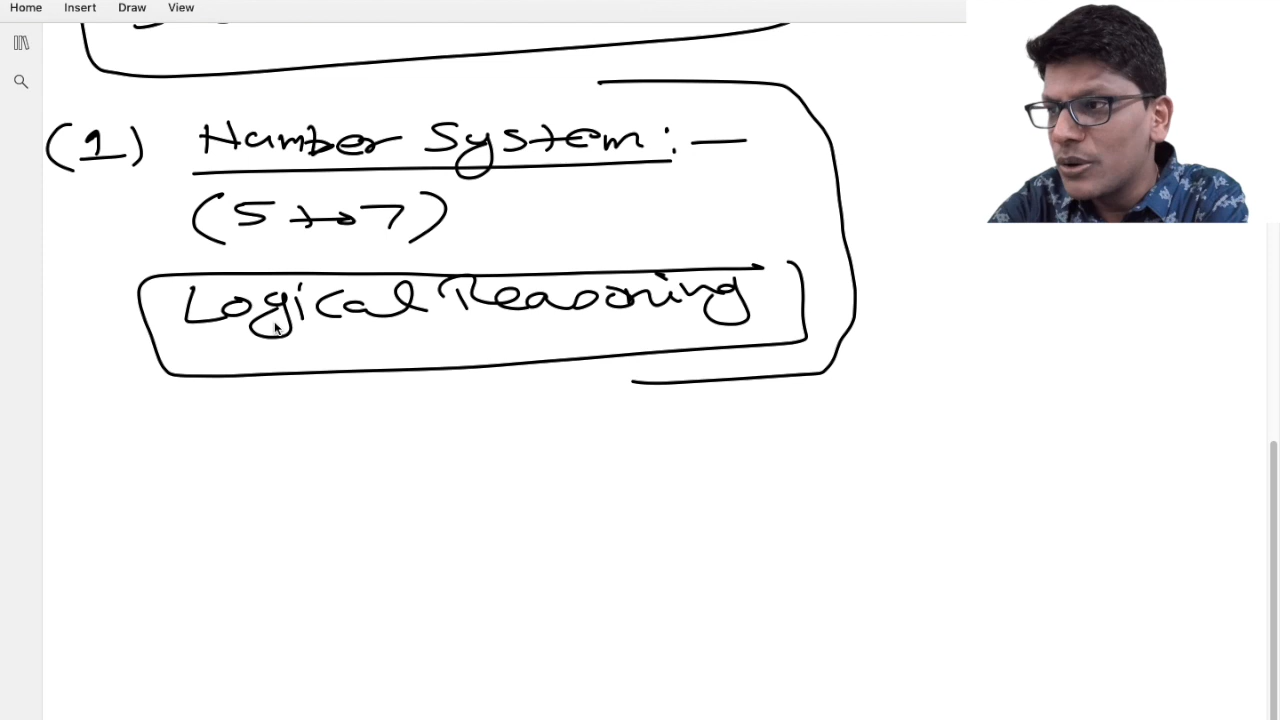 Home Insert Draw View
(1) Number System : —
(5 to 7)
Logical Reasoning